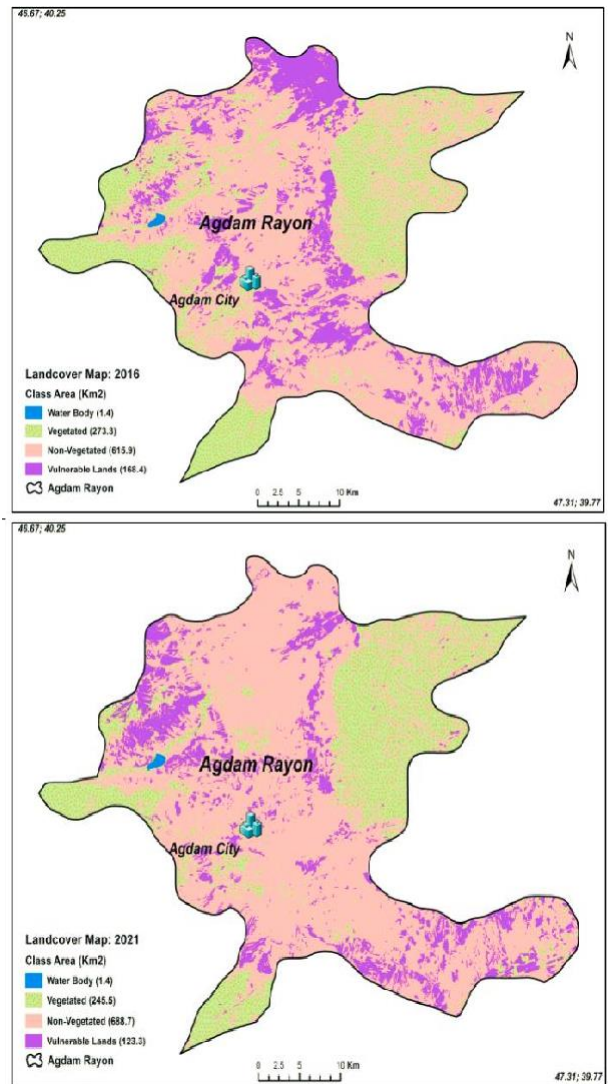 46.67; 40.25
N
Agdam Rayon
Agdam City
Landcover Map: 2016
Class Area (Km2)
Water Body (1.4)
Vegetated (273.3)
Non-Vegetated (615.9)
Vulnerable Lands (168.4)
Agdam Rayon
0 2.5 5 10 Km
47.31; 39.77
46.67; 40.25
N
Agdam Rayon
Agdam City
Landcover Map: 2021
Class Area (Km2)
Water Body (1.4)
Vegetated (245.5)
Non-Vegetated (688.7)
Vulnerable Lands (123.3)
Agdam Rayon
0 2.5 5 10 Km
47.31; 39.77